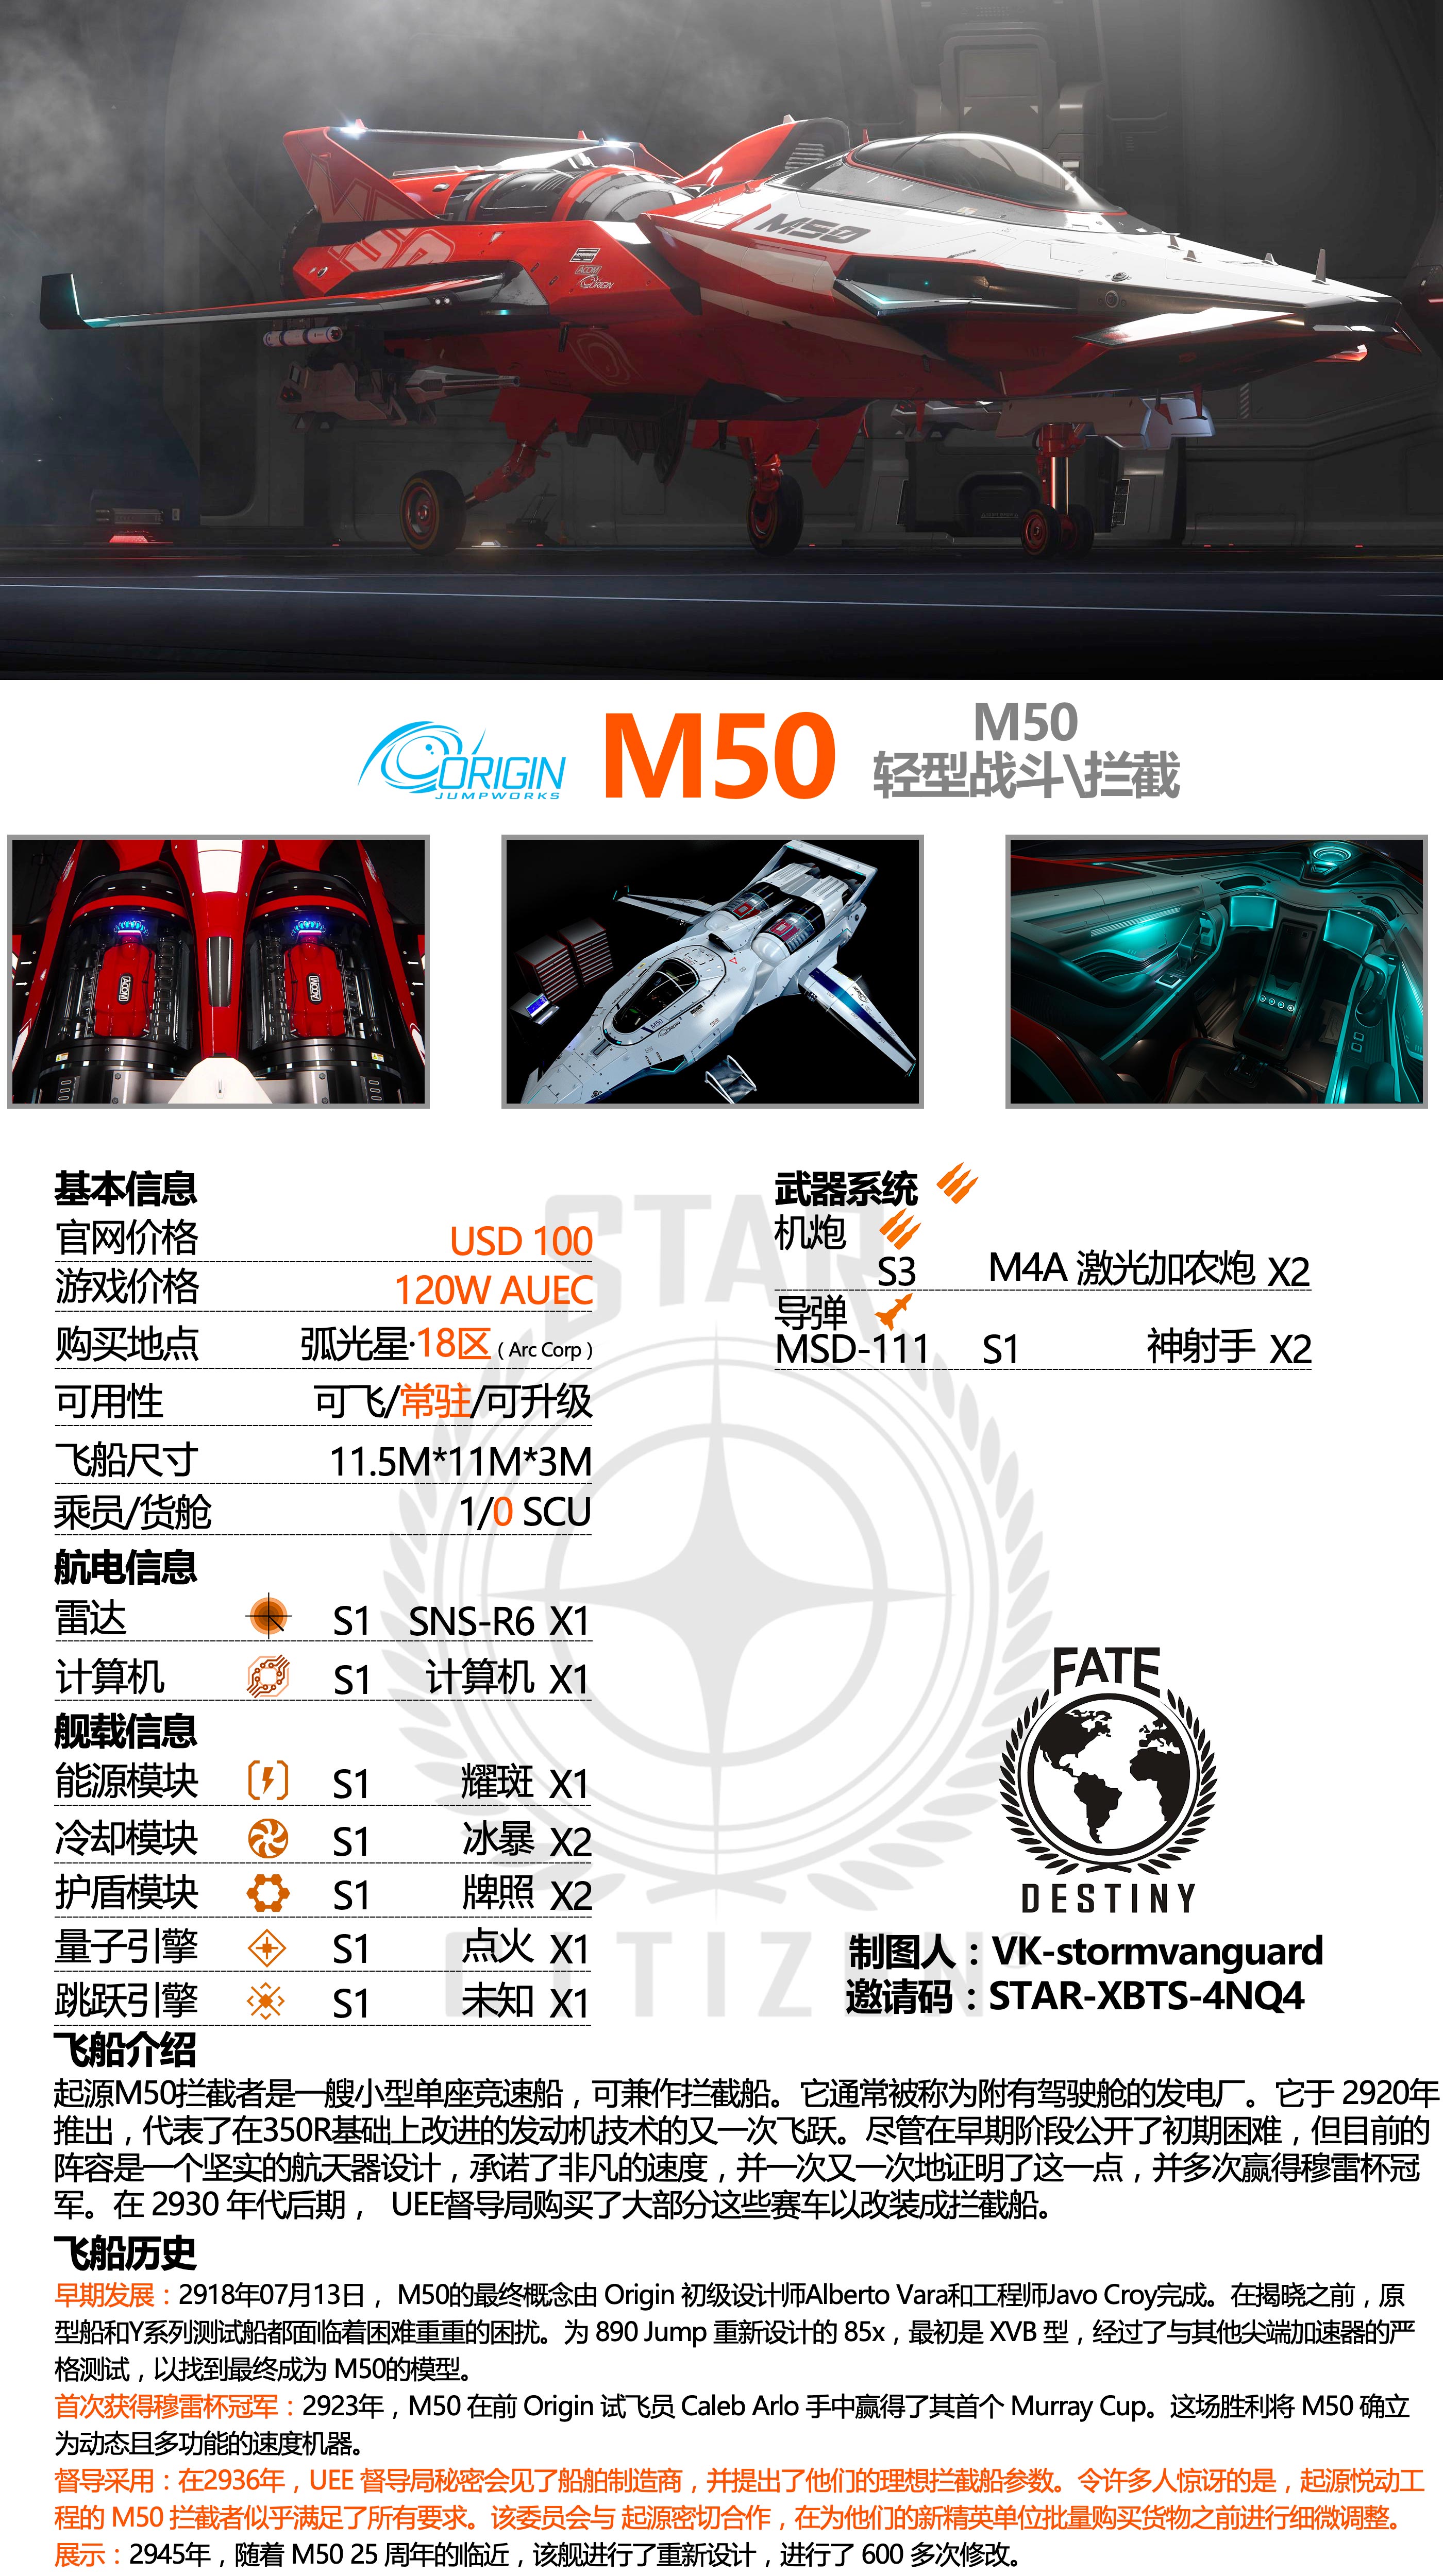 M50
M50
ACOM
ORIGIN
ORIGIN
JUMPWORKS
M50
M50
轻型战斗\拦截
ACOM
ACOM
M50
ORIGIN
基本信息
官网价格 USD 100
游戏价格 120W AUEC
购买地点 弧光星·18区 ( Arc Corp )
可用性 可飞/常驻/可升级
飞船尺寸 11.5M*11M*3M
乘员/货舱 1/0 SCU
航电信息
雷达 S1 SNS-R6 X1
计算机 S1 计算机 X1
舰载信息
能源模块 S1 耀斑 X1
冷却模块 S1 冰暴 X2
护盾模块 S1 牌照 X2
量子引擎 S1 点火 X1
跳跃引擎 S1 未知 X1
武器系统
机炮
S3 M4A 激光加农炮 X2
导弹
MSD-111 S1 神射手 X2
STAR
CITIZEN
FATE
DESTINY
制图人：VK-stormvanguard
邀请码：STAR-XBTS-4NQ4
飞船介绍
起源M50拦截者是一艘小型单座竞速船，可兼作拦截船。它通常被称为附有驾驶舱的发电厂。它于 2920年
推出，代表了在350R基础上改进的发动机技术的又一次飞跃。尽管在早期阶段公开了初期困难，但目前的
阵容是一个坚实的航天器设计，承诺了非凡的速度，并一次又一次地证明了这一点，并多次赢得穆雷杯冠
军。在 2930 年代后期， UEE督导局购买了大部分这些赛车以改装成拦截船。
飞船历史
早期发展：2918年07月13日， M50的最终概念由 Origin 初级设计师Alberto Vara和工程师Javo Croy完成。在揭晓之前，原
型船和Y系列测试船都面临着困难重重的困扰。为 890 Jump 重新设计的 85x，最初是 XVB 型，经过了与其他尖端加速器的严
格测试，以找到最终成为 M50的模型。
首次获得穆雷杯冠军：2923年，M50 在前 Origin 试飞员 Caleb Arlo 手中赢得了其首个 Murray Cup。这场胜利将 M50 确立
为动态且多功能的速度机器。
督导采用：在2936年，UEE 督导局秘密会见了船舶制造商，并提出了他们的理想拦截船参数。令许多人惊讶的是，起源悦动工
程的 M50 拦截者似乎满足了所有要求。该委员会与 起源密切合作，在为他们的新精英单位批量购买货物之前进行细微调整。
展示：2945年，随着 M50 25 周年的临近，该舰进行了重新设计，进行了 600 多次修改。